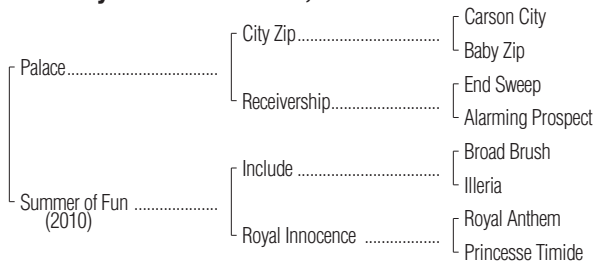 Carson City
City Zip
Baby Zip
Palace
End Sweep
Receivership
Alarming Prospect
Broad Brush
Include
Illeria
Summer of Fun
(2010)
Royal Anthem
Royal Innocence
Princesse Timide